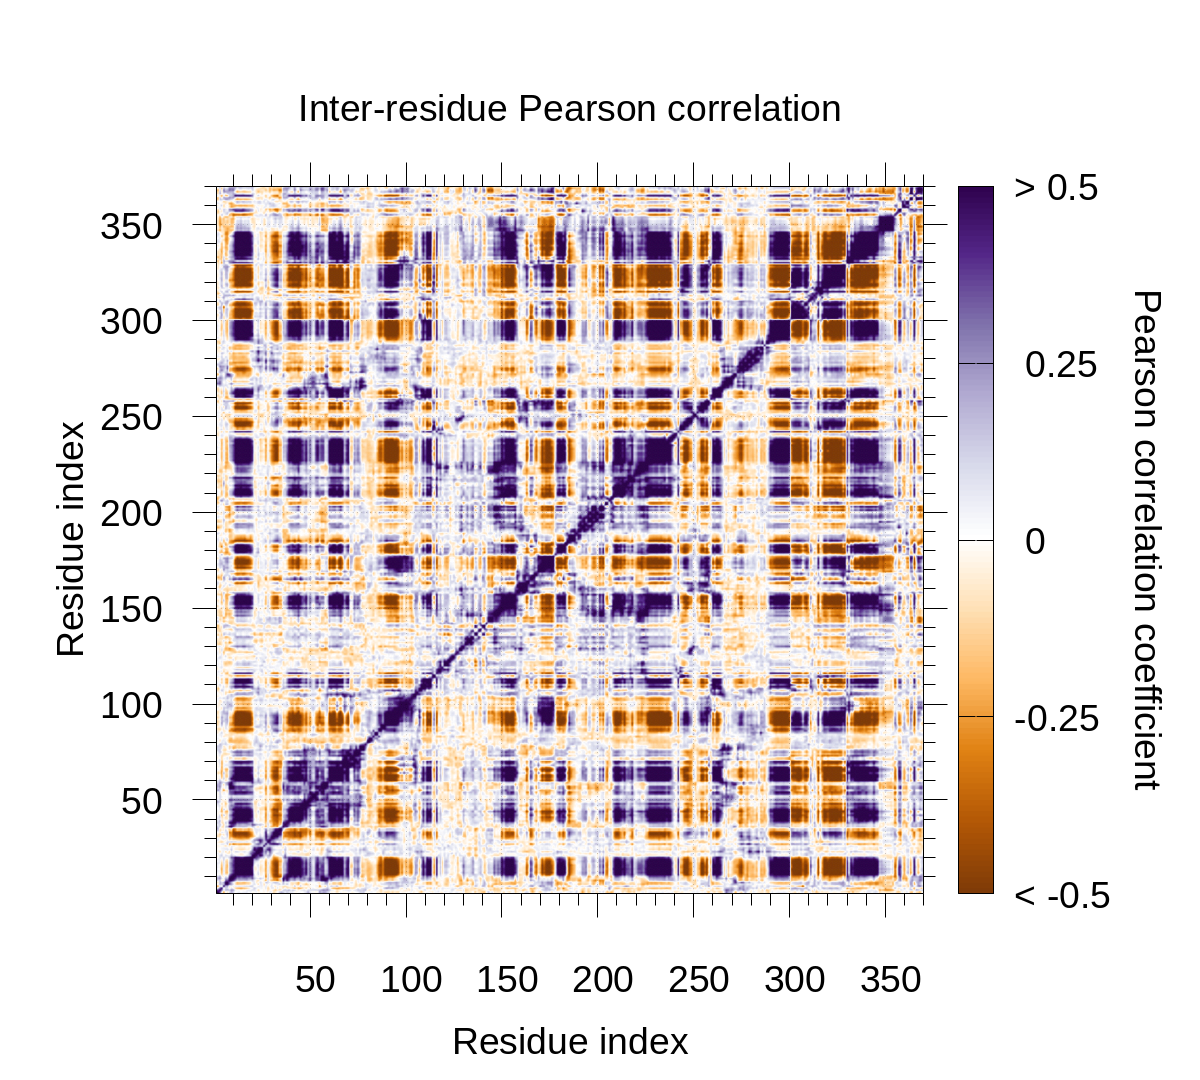 Inter-residue Pearson correlation
Residue index
350
300
250
200
150
100
50
50 100 150 200 250 300 350
Residue index
> 0.5
0.25
0
-0.25
< -0.5
Pearson correlation coefficient